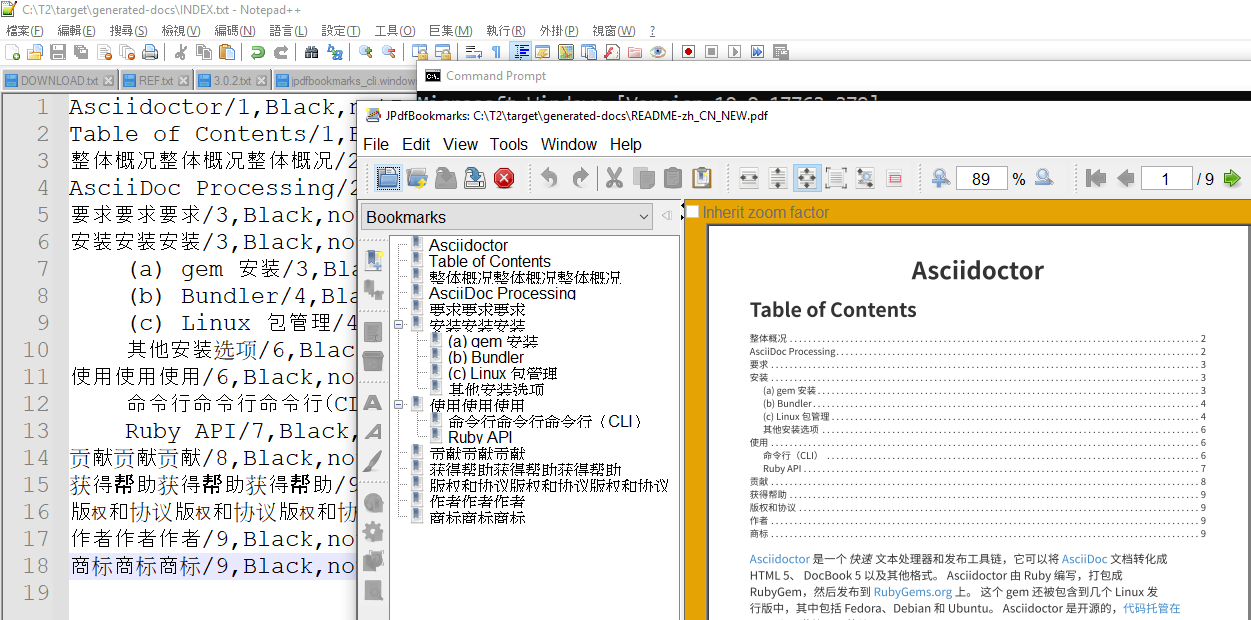 C:\T2\target\generated-docs\INDEX.txt - Notepad++
檔案(F) 編輯(E) 搜尋(S) 檢視(V) 編碼(N) 語言(L) 設定(T) 工具(O) 巨集(M) 執行(R) 外掛(P) 視窗(W) ?
DOWNLOAD.txt REF.txt 3.0.2.txt jpdfbookmarks_cli.window
1 Asciidoctor/1,Black,n
2 Table of Contents/1,B
3 整体概况整体概况整体概况/2
4 AsciiDoc Processing/2
5 要求要求要求/3,Black,no
6 安装安装安装/3,Black,no
7 (a) gem 安装/3,Bla
8 (b) Bundler/4,Bla
9 (c) Linux 包管理/4
10 其他安装选项/6,Blac
11 使用使用使用/6,Black,no
12 命令行命令行命令行(CI
13 Ruby API/7,Black,
14 贡献贡献贡献/8,Black,no
15 获得帮助获得帮助获得帮助/9
16 版权和协议版权和协议版权和协
17 作者作者作者/9,Black,no
18 商标商标商标/9,Black,no
19
Command Prompt
JPdfBookmarks: C:\T2\target\generated-docs\README-zh_CN_NEW.pdf
File Edit View Tools Window Help
89 % 1 / 9
Bookmarks
Asciidoctor
Table of Contents
整体概况整体概况整体概况
AsciiDoc Processing
要求要求要求
安装安装安装
(a) gem 安装
(b) Bundler
(c) Linux 包管理
其他安装选项
使用使用使用
命令行命令行命令行（CLI）
Ruby API
贡献贡献贡献
获得帮助获得帮助获得帮助
版权和协议版权和协议版权和协议
作者作者作者
商标商标商标
Inherit zoom factor
Asciidoctor
Table of Contents
整体概况 2
AsciiDoc Processing 2
要求 3
安装 3
(a) gem 安装 3
(b) Bundler 4
(c) Linux 包管理 4
其他安装选项 6
使用 6
命令行（CLI） 6
Ruby API 7
贡献 8
获得帮助 9
版权和协议 9
作者 9
商标 9
Asciidoctor 是一个 快速 文本处理器和发布工具链，它可以将 AsciiDoc 文档转化成
HTML 5、 DocBook 5 以及其他格式。 Asciidoctor 由 Ruby 编写，打包成
RubyGem，然后发布到 RubyGems.org 上。 这个 gem 还被包含到几个 Linux 发
行版中，其中包括 Fedora、Debian 和 Ubuntu。 Asciidoctor 是开源的，代码托管在